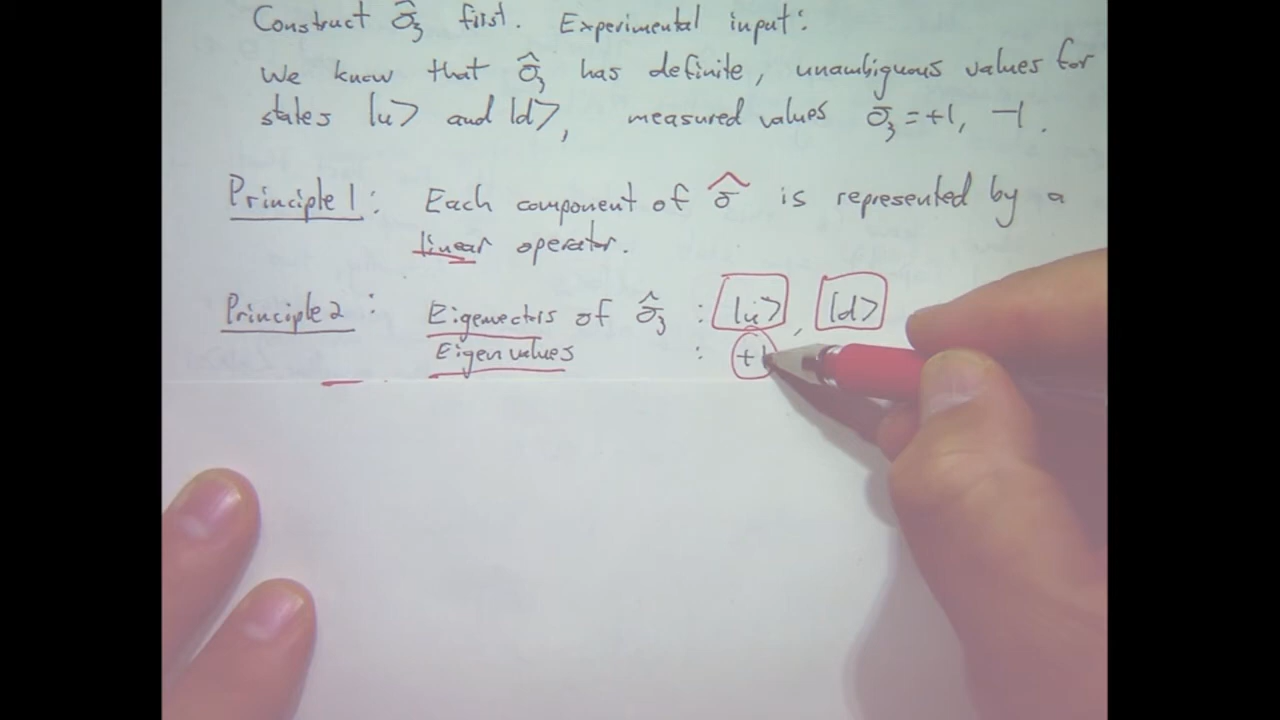 Construct σ̂₃ first. Experimental input:
We know that σ̂₃ has definite, unambiguous values for
states |u> and |d>, measured values σ₃ = +1, -1.
Principle 1: Each component of σ̂ is represented by a
linear operator.
Principle 2: Eigenvectors of σ̂₃ : |u>, |d>
Eigenvalues : +1